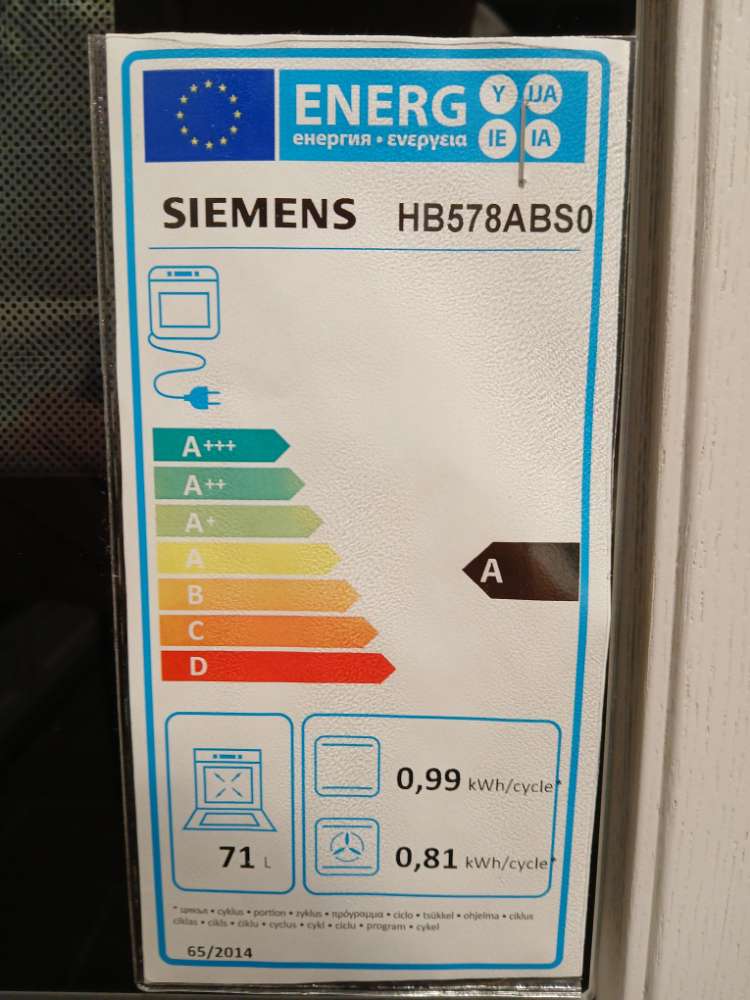 ENERG Y IJA
енергия • ενεργεια IE IA
SIEMENS HB578ABS0
A+++
A++
A+
A
B
C
D
A
0,99 kWh/cycle*
71 L
0,81 kWh/cycle*
* цикъл • cyklus • portion • zyklus • πρόγραμμα • ciclo • tsükkel • ohjelma • ciklus
ciklas • cikls • ċiklu • cyclus • cykl • ciclu • program • cykel
65/2014